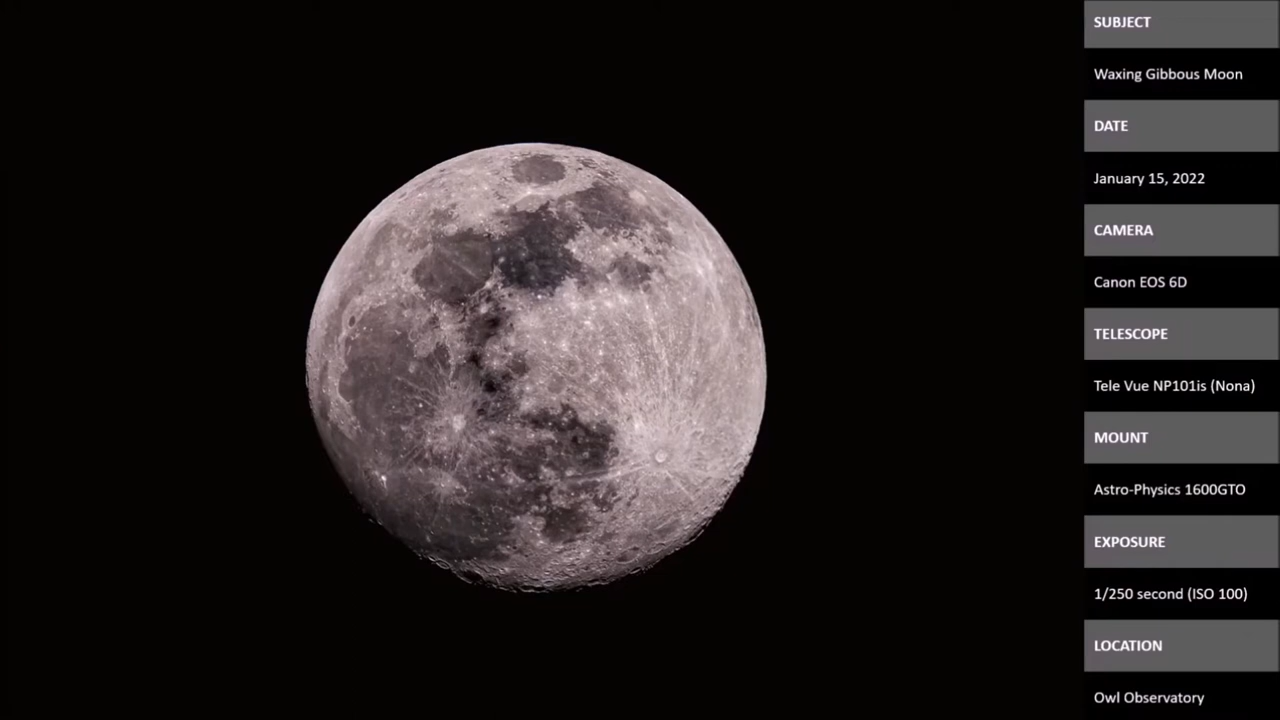 SUBJECT
Waxing Gibbous Moon
DATE
January 15, 2022
CAMERA
Canon EOS 6D
TELESCOPE
Tele Vue NP101is (Nona)
MOUNT
Astro-Physics 1600GTO
EXPOSURE
1/250 second (ISO 100)
LOCATION
Owl Observatory